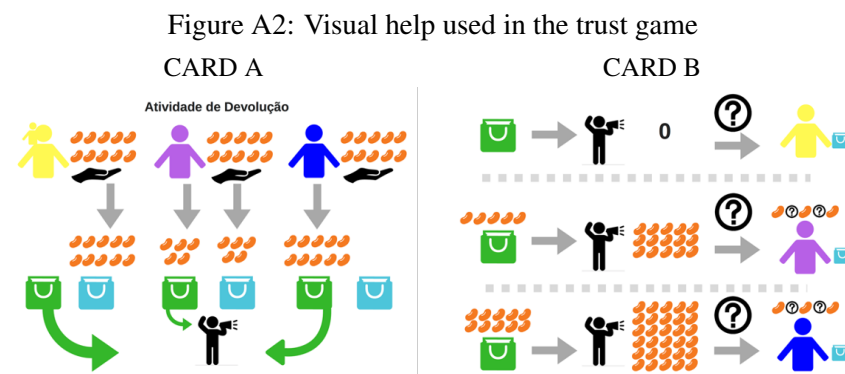 Figure A2: Visual help used in the trust game
CARD A
CARD B
Atividade de Devolução
0
?
?
? ?
?
? ?